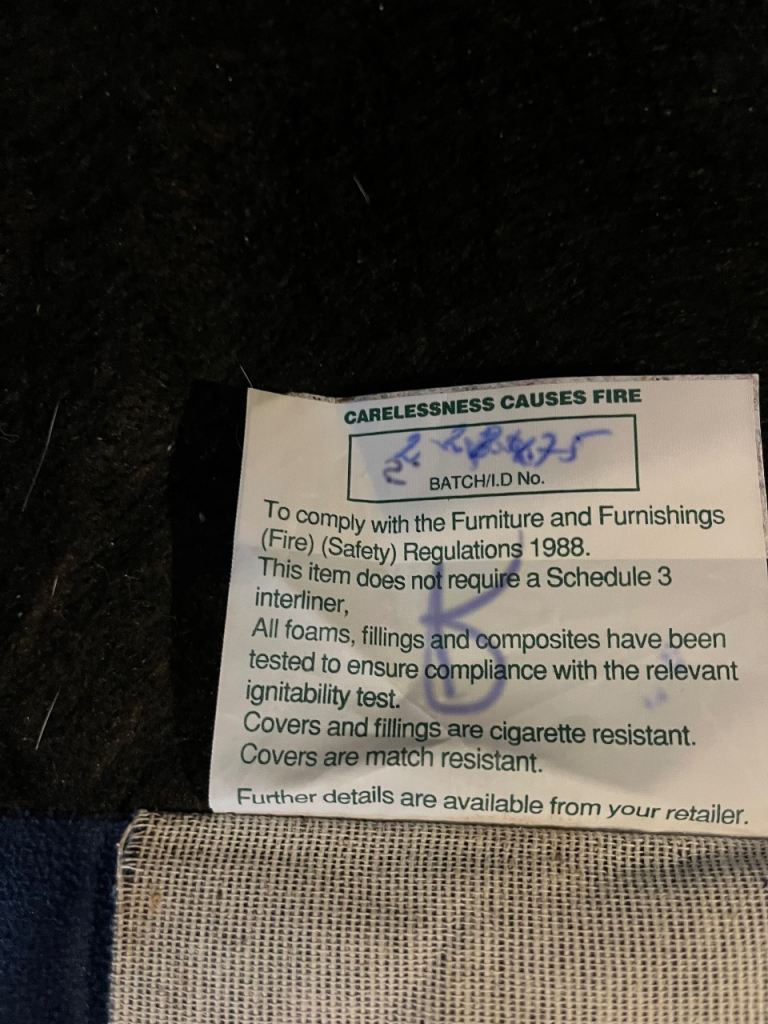 CARELESSNESS CAUSES FIRE
BATCH/I.D No.
To comply with the Furniture and Furnishings
(Fire) (Safety) Regulations 1988.
This item does not require a Schedule 3
interliner,
All foams, fillings and composites have been
tested to ensure compliance with the relevant
ignitability test.
Covers and fillings are cigarette resistant.
Covers are match resistant.
Further details are available from your retailer.